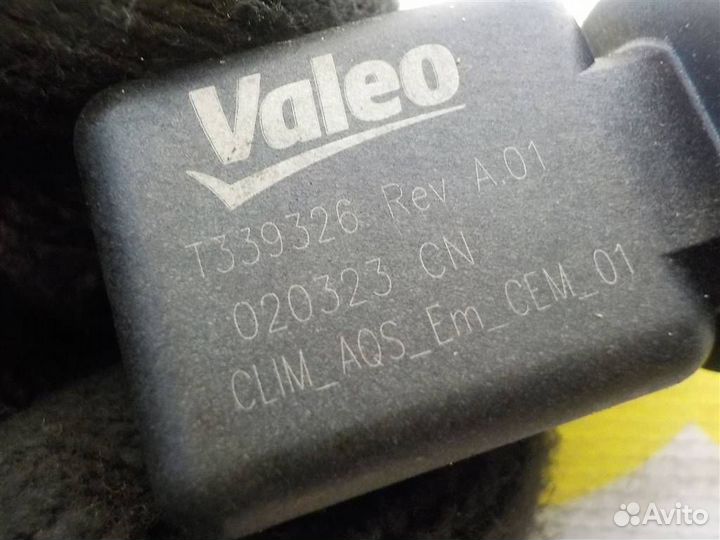 Valeo
T339326 Rev A.01
020323 CN
CLIM_AQS_Em_CEM_01
Avito